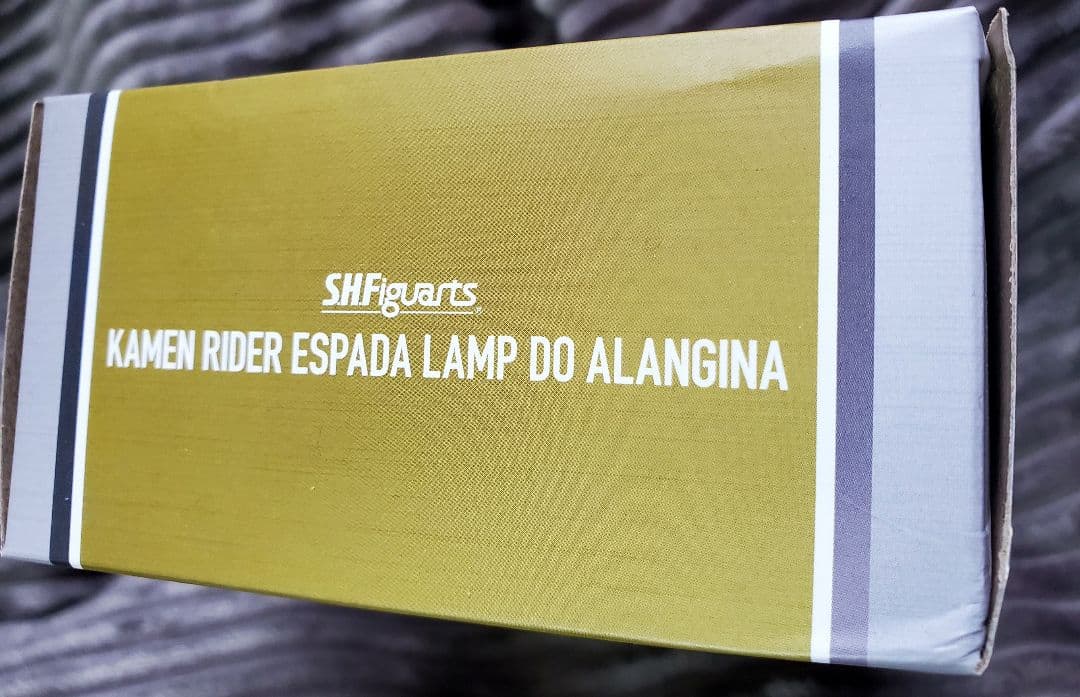 S.H.Figuarts
KAMEN RIDER ESPADA LAMP DO ALANGINA